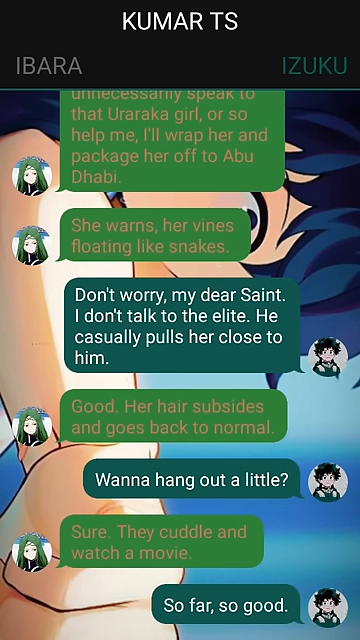 KUMAR TS
IBARA
IZUKU
unnecessarily speak to
that Uraraka girl, or so
help me, I'll wrap her and
package her off to Abu
Dhabi.
She warns, her vines
floating like snakes.
Don't worry, my dear Saint.
I don't talk to the elite. He
casually pulls her close to
him.
Good. Her hair subsides
and goes back to normal.
Wanna hang out a little?
Sure. They cuddle and
watch a movie.
So far, so good.